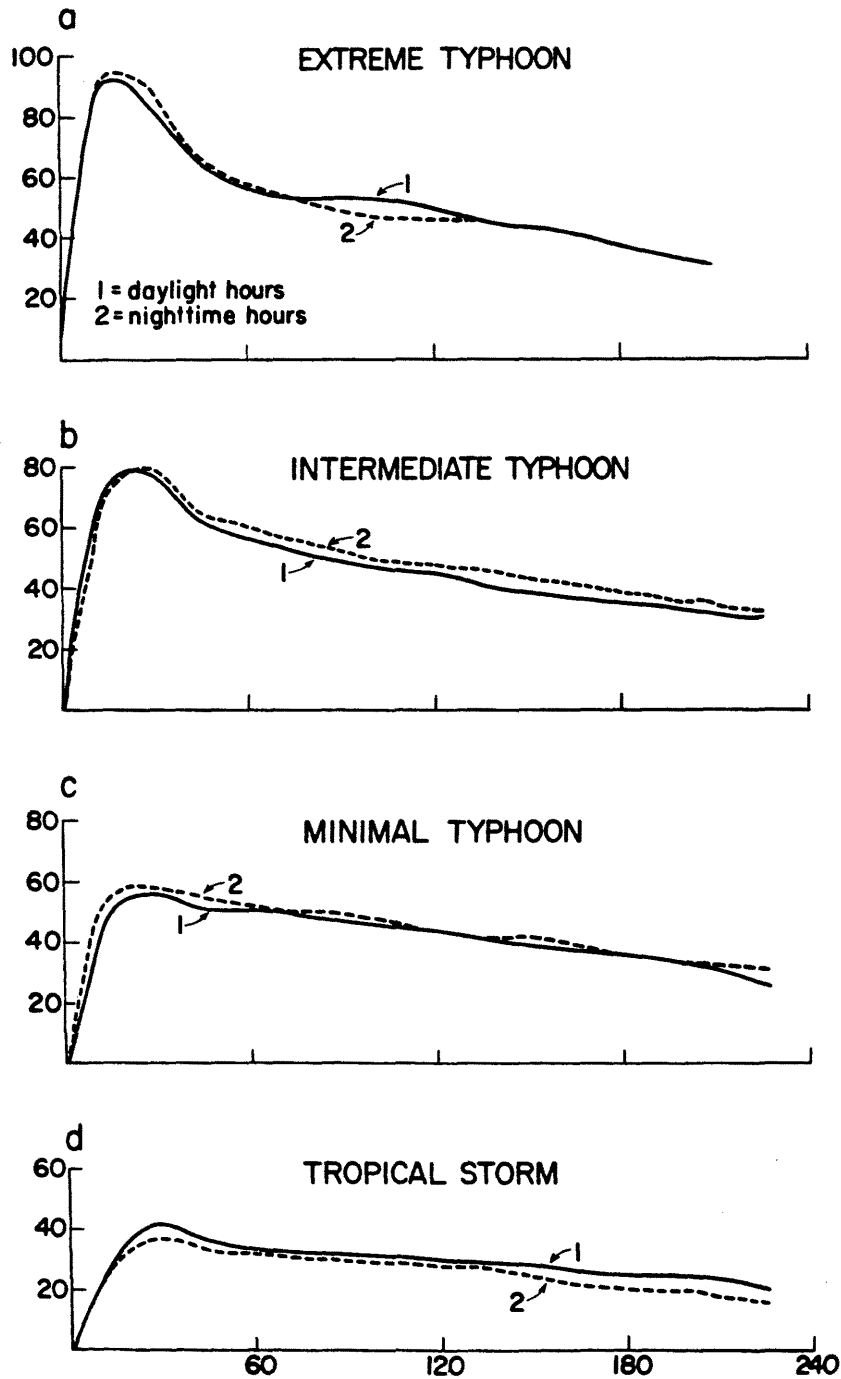 a
EXTREME TYPHOON
100
80
60
40
20
1
2
1 = daylight hours
2 = nighttime hours
b
INTERMEDIATE TYPHOON
80
60
40
20
2
1
c
MINIMAL TYPHOON
80
60
40
20
2
1
d
TROPICAL STORM
60
40
20
1
2
60 120 180 240